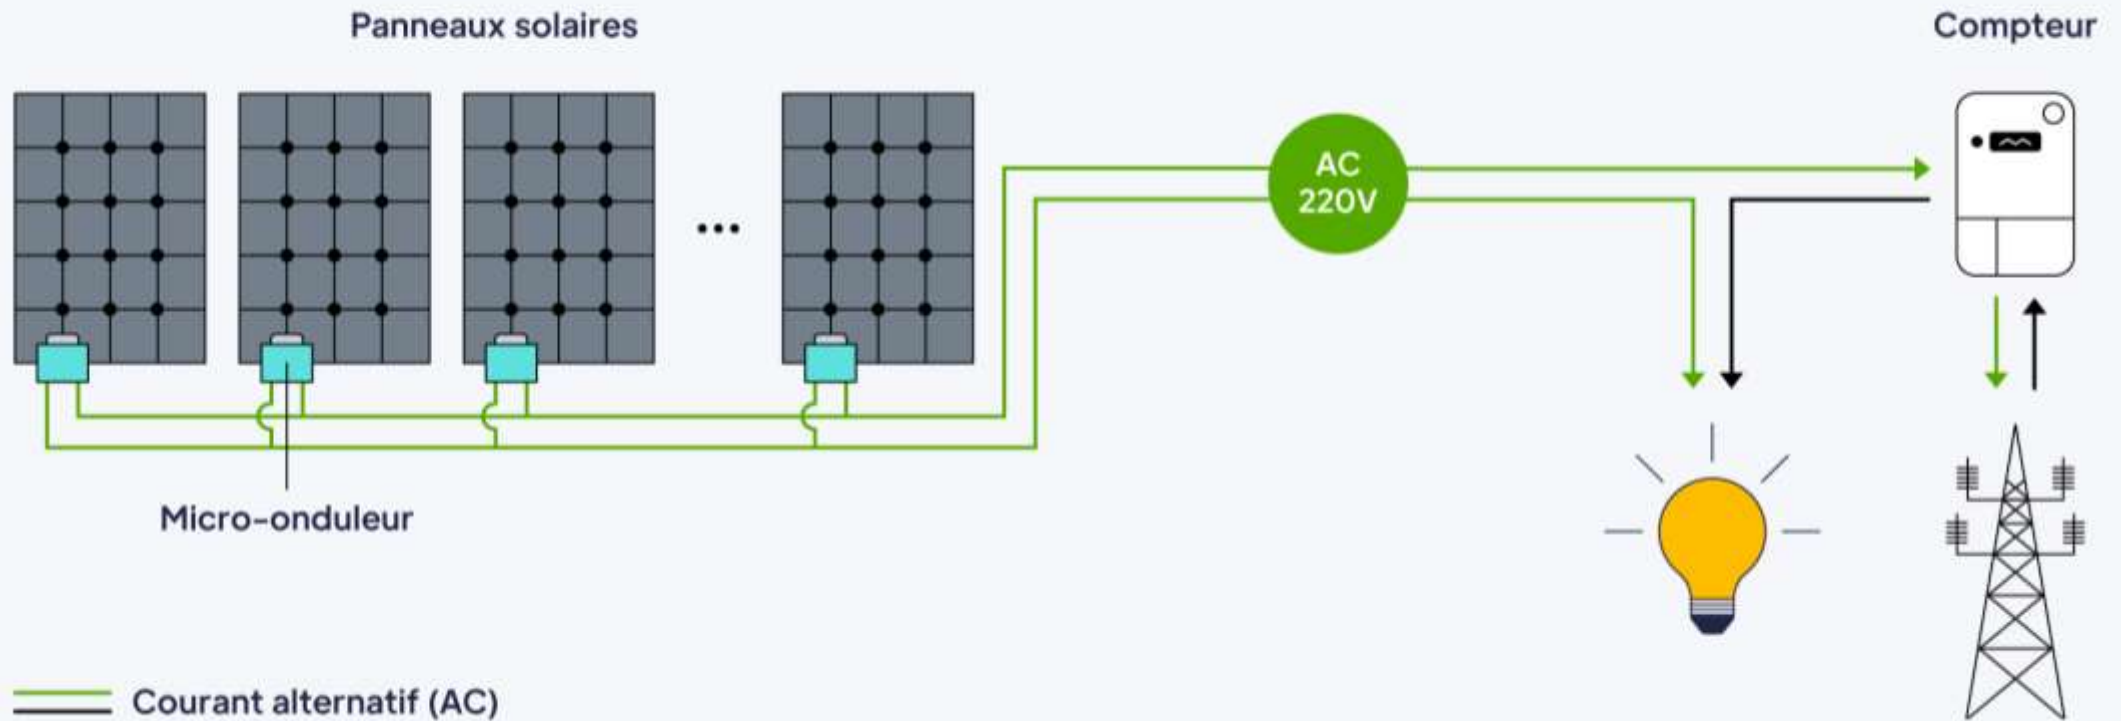 Panneaux solaires
Compteur
AC
220V
Micro-onduleur
Courant alternatif (AC)